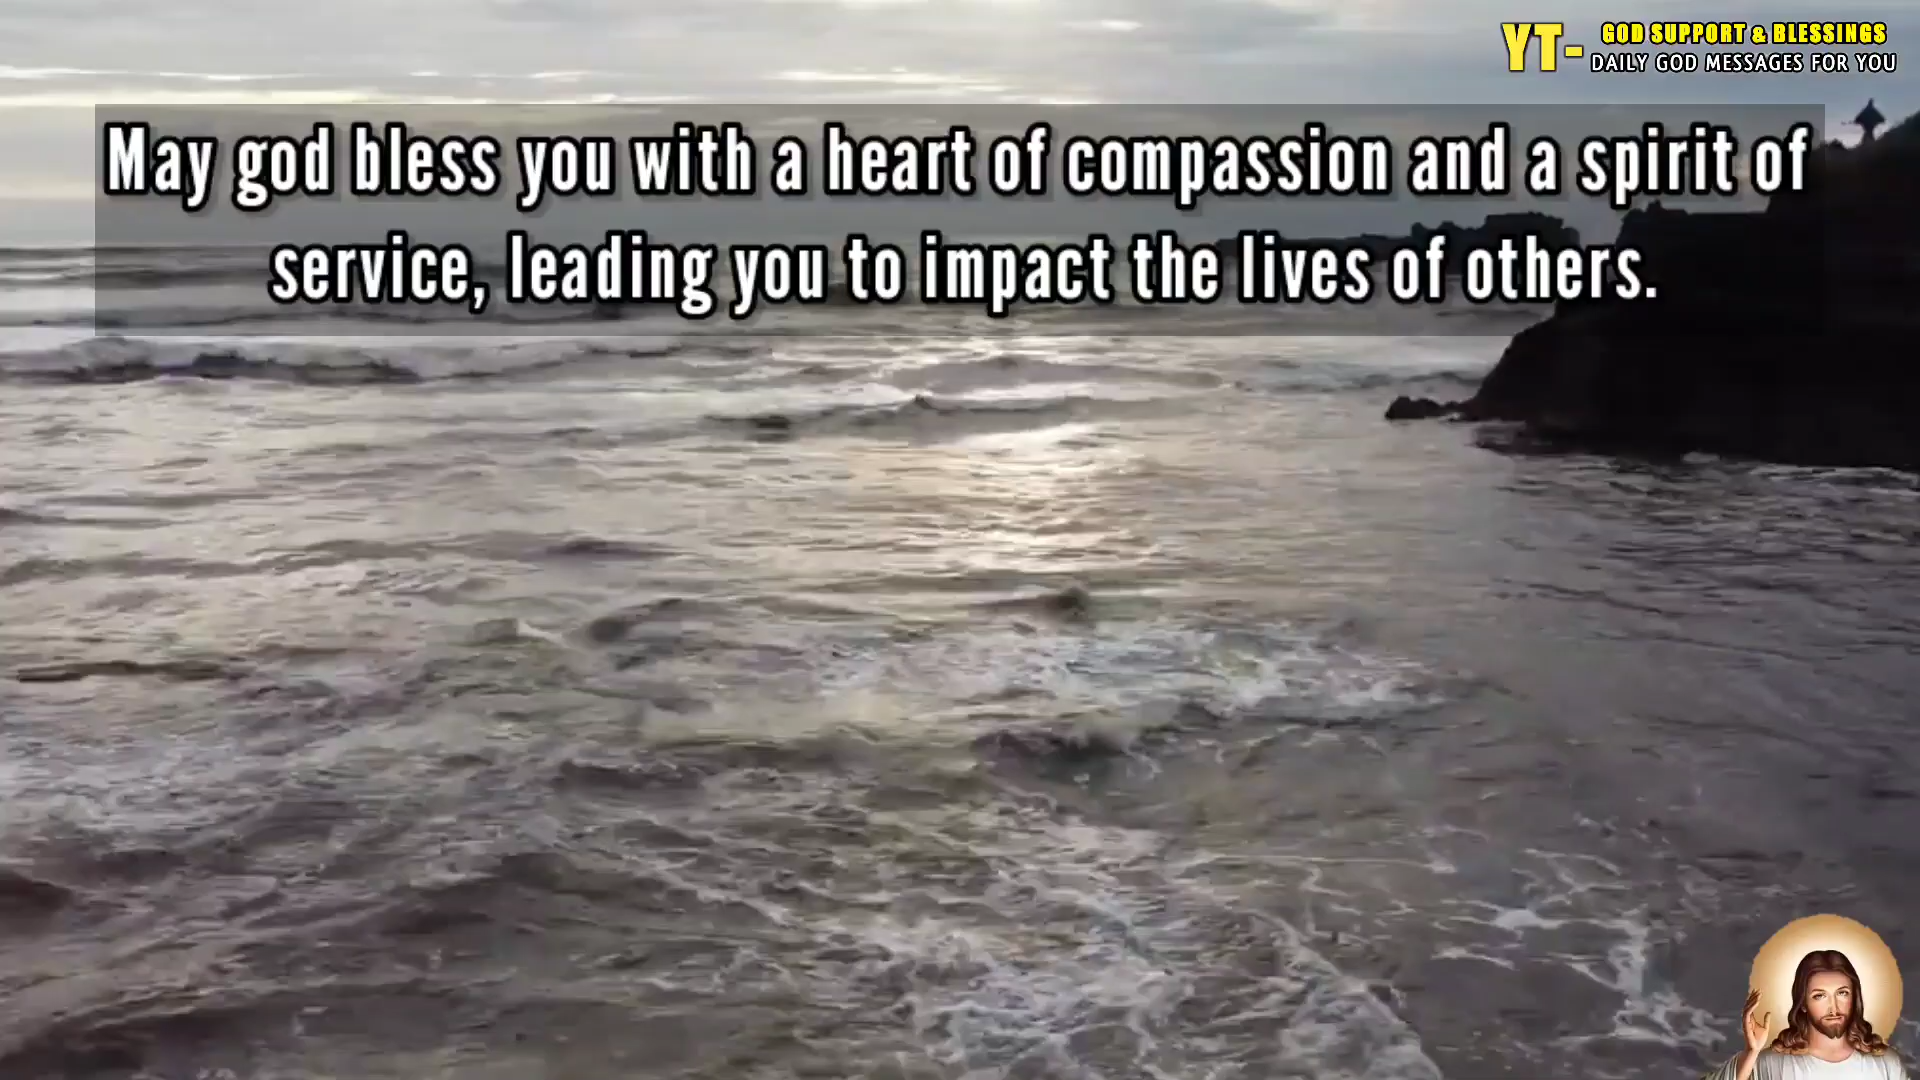 YT- GOD SUPPORT & BLESSINGS
DAILY GOD MESSAGES FOR YOU
May god bless you with a heart of compassion and a spirit of
service, leading you to impact the lives of others.